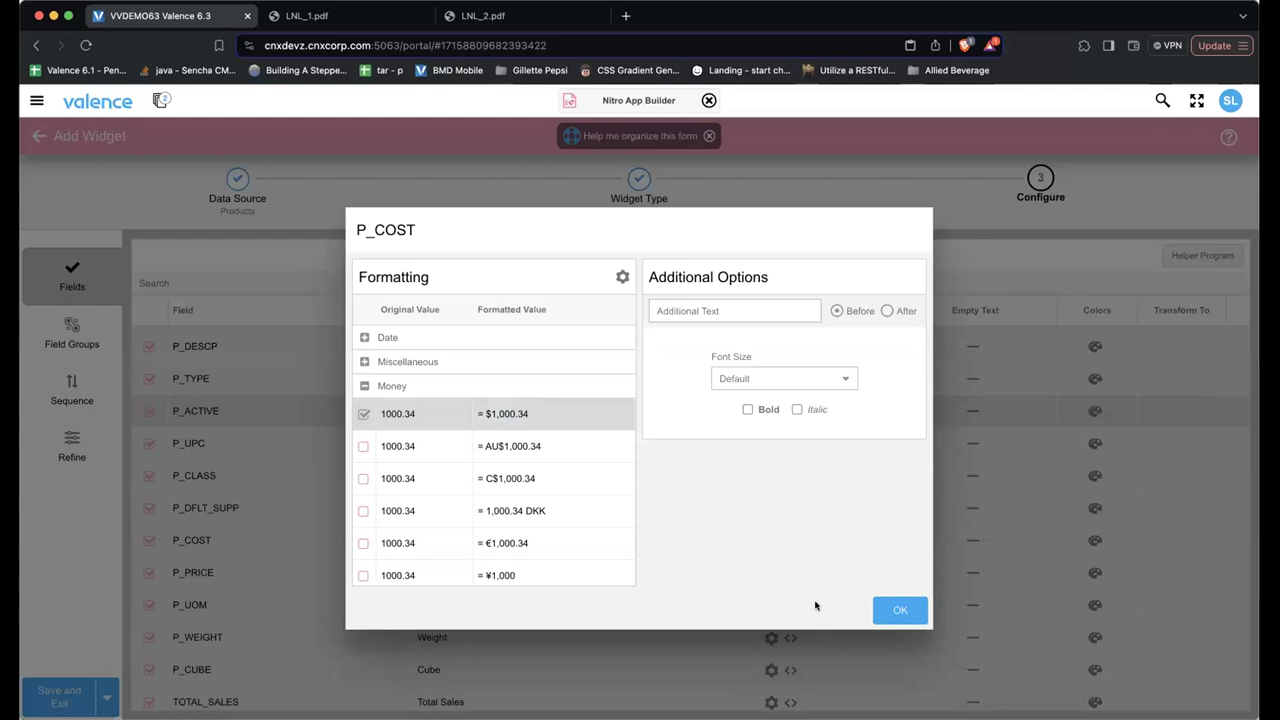 VVDEMO63 Valence 6.3
LNL_1.pdf
LNL_2.pdf
cnxdevz.cnxcorp.com:5063/portal/#17158809682393422
VPN
Update
Valence 6.1 - Pen...
java - Sencha CM...
Building A Steppe...
tar - p
BMD Mobile
Gillette Pepsi
CSS Gradient Gen...
Landing - start ch...
Utilize a RESTful...
Allied Beverage
valence
2
Nitro App Builder
SL
Add Widget
Help me organize this form
Data Source
Products
Widget Type
3
Configure
Fields
Field Groups
Sequence
Refine
Save and Exit
Search
Helper Program
Field
Empty Text
Colors
Transform To
P_DESCP
P_TYPE
P_ACTIVE
P_UPC
P_CLASS
P_DFLT_SUPP
P_COST
P_PRICE
P_UOM
P_WEIGHT Weight
P_CUBE Cube
TOTAL_SALES Total Sales
P_COST
Formatting
Original Value Formatted Value
Date
Miscellaneous
Money
1000.34 = $1,000.34
1000.34 = AU$1,000.34
1000.34 = C$1,000.34
1000.34 = 1,000.34 DKK
1000.34 = €1,000.34
1000.34 = ¥1,000
Additional Options
Additional Text Before After
Font Size
Default
Bold Italic
OK